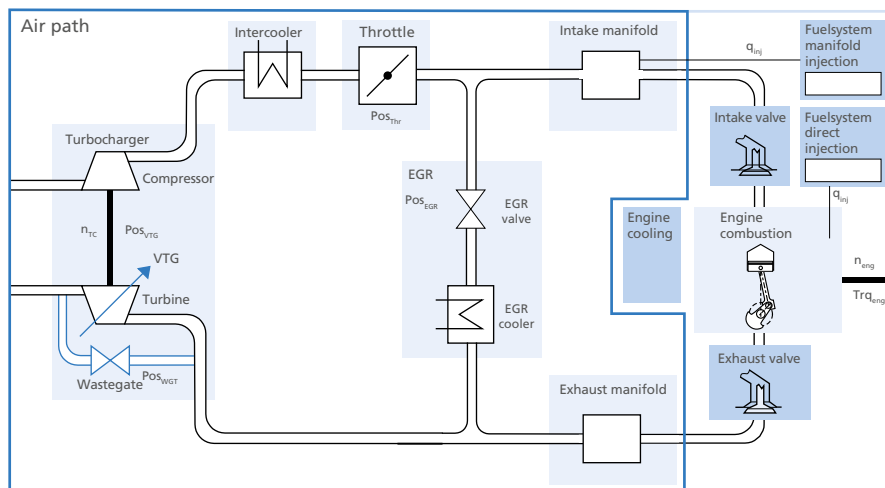 Air path
Intercooler
Throttle
Pos_Thr
Intake manifold
q_inj
Fuelsystem
manifold
injection
Intake valve
Fuelsystem
direct
injection
q_inj
Turbocharger
Compressor
n_TC
Pos_VTG
VTG
Turbine
Wastegate
Pos_WGT
EGR
Pos_EGR
EGR
valve
EGR
cooler
Engine
cooling
Engine
combustion
n_eng
Trq_eng
Exhaust valve
Exhaust manifold